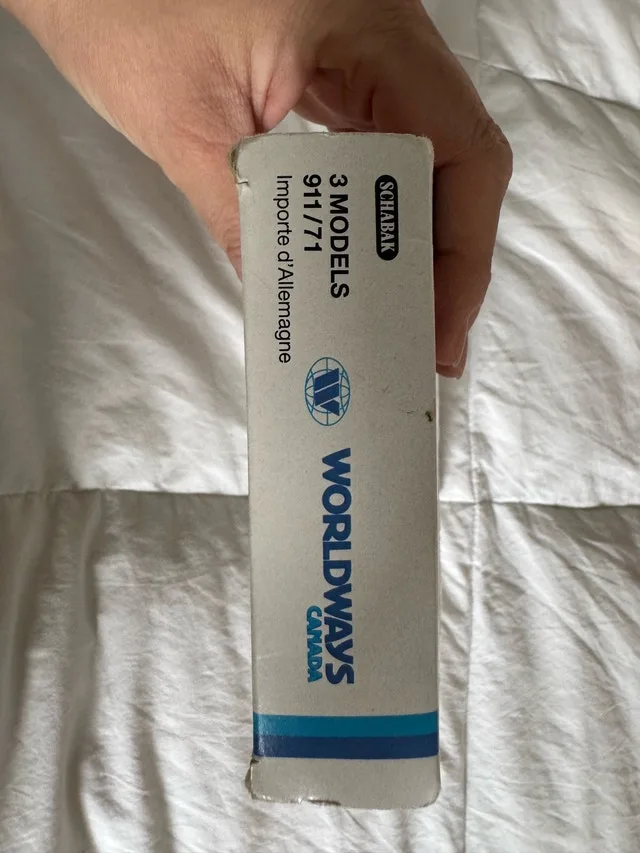 SCHABAK
3 MODELS
911/71
Importe d'Allemagne
W
WORLDWAYS
CANADA